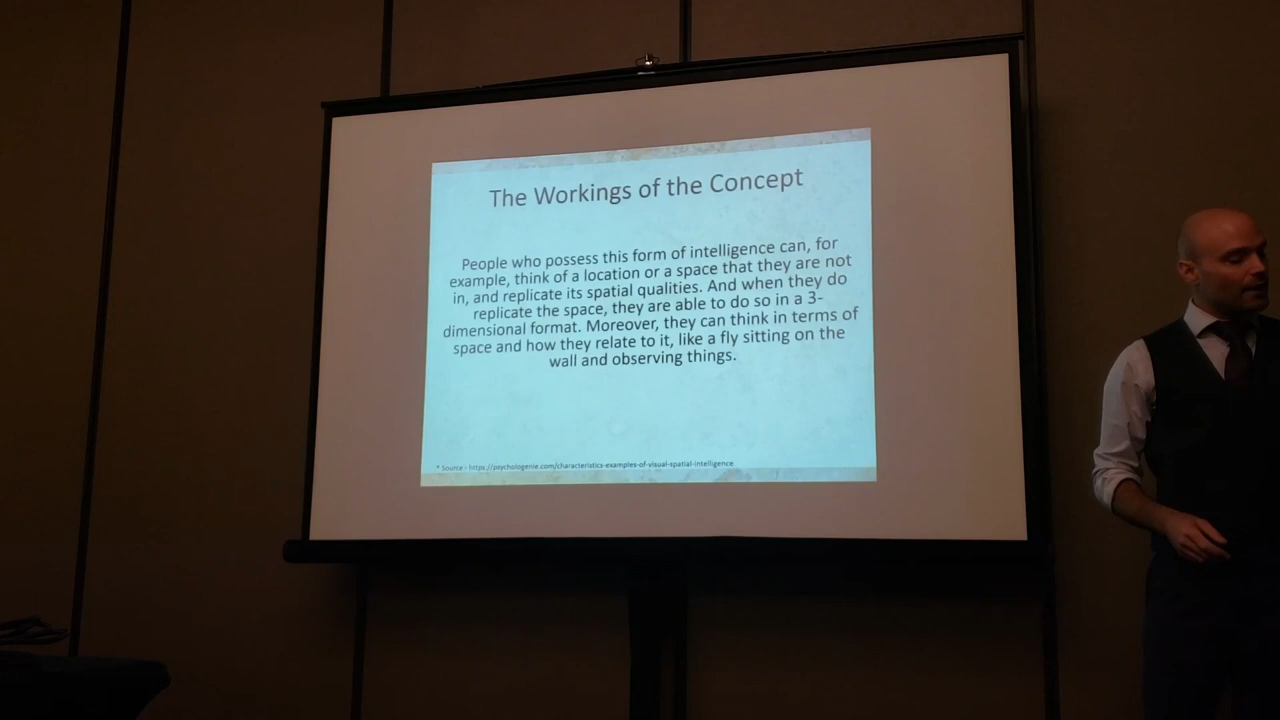 The Workings of the Concept
People who possess this form of intelligence can, for
example, think of a location or a space that they are not
in, and replicate its spatial qualities. And when they do
replicate the space, they are able to do so in a 3-
dimensional format. Moreover, they can think in terms of
space and how they relate to it, like a fly sitting on the
wall and observing things.
* Source - https://psychologenie.com/characteristics-examples-of-visual-spatial-intelligence